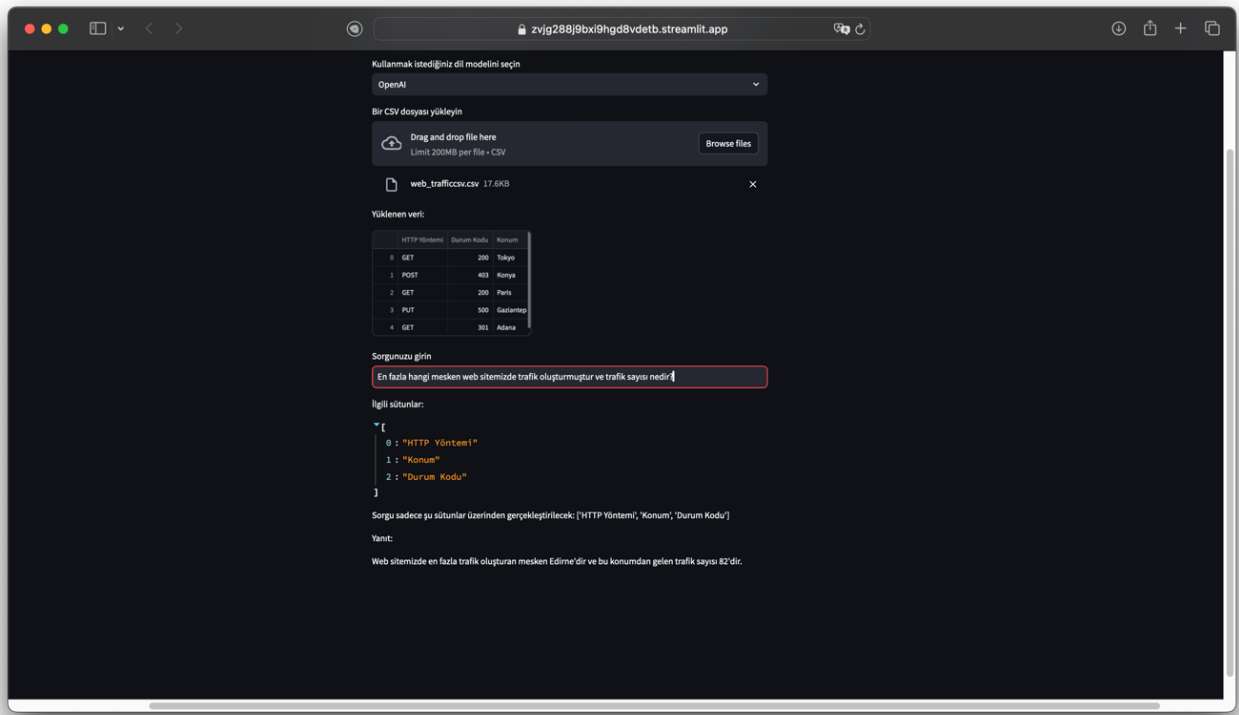 zvjg288j9bxi9hgd8vdetb.streamlit.app
Kullanmak istediğiniz dil modelini seçin
OpenAI
Bir CSV dosyası yükleyin
Drag and drop file here
Limit 200MB per file • CSV
Browse files
web_trafficcsv.csv 17.6KB
Yüklenen veri:
HTTP Yöntemi Durum Kodu Konum
0 GET 200 Tokyo
1 POST 403 Konya
2 GET 200 Paris
3 PUT 500 Gaziantep
4 GET 301 Adana
Sorgunuzu girin
En fazla hangi mesken web sitemizde trafik oluşturmuştur ve trafik sayısı nedir?
İlgili sütunlar:
[
0 : "HTTP Yöntemi"
1 : "Konum"
2 : "Durum Kodu"
]
Sorgu sadece şu sütunlar üzerinden gerçekleştirilecek: ['HTTP Yöntemi', 'Konum', 'Durum Kodu']
Yanıt:
Web sitemizde en fazla trafik oluşturan mesken Edirne'dir ve bu konumdan gelen trafik sayısı 82'dir.